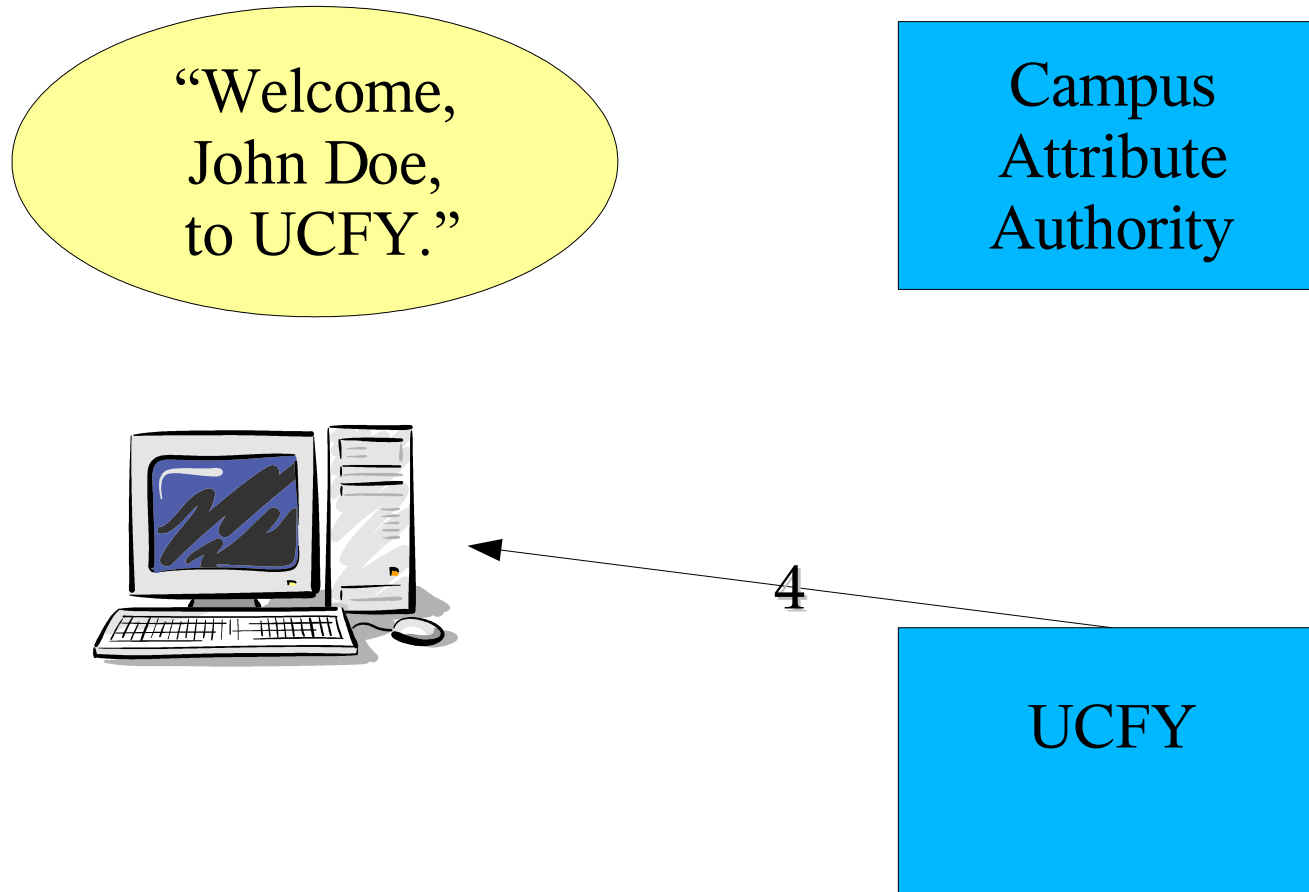 “Welcome,
John Doe,
to UCFY.”
Campus
Attribute
Authority
4
UCFY